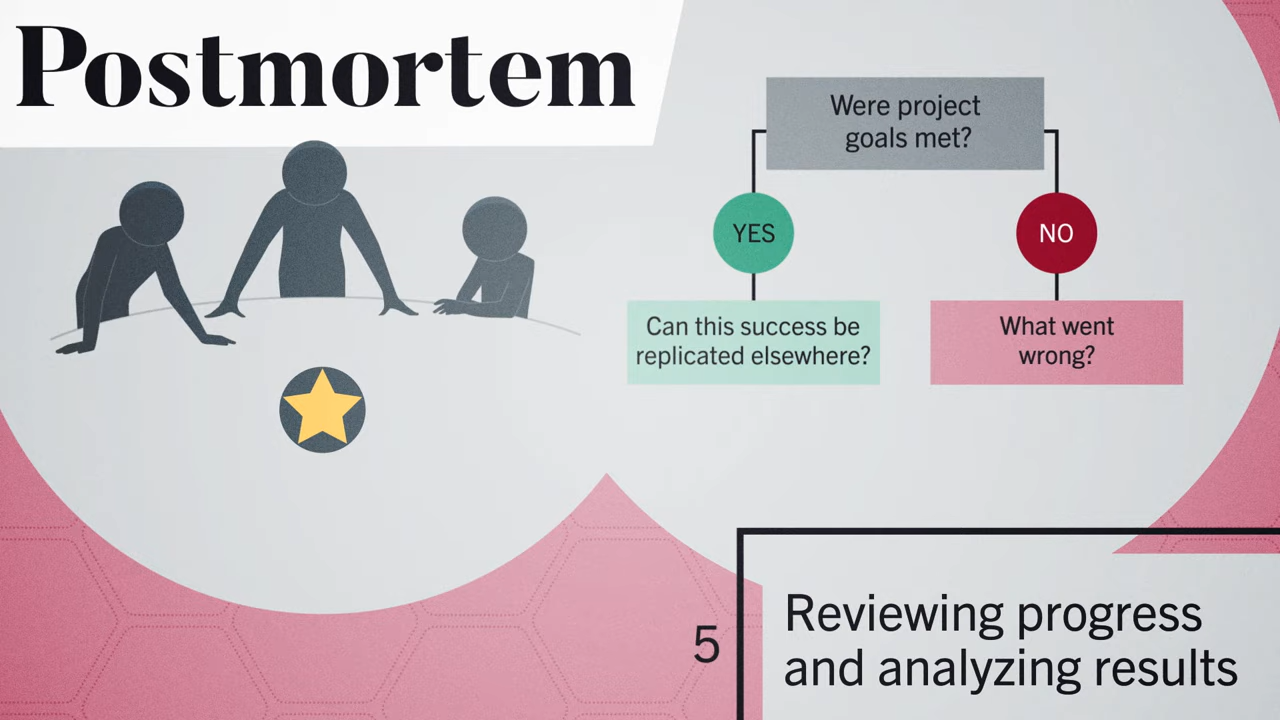 Postmortem
Were project
goals met?
YES
NO
Can this success be
replicated elsewhere?
What went
wrong?
5
Reviewing progress
and analyzing results